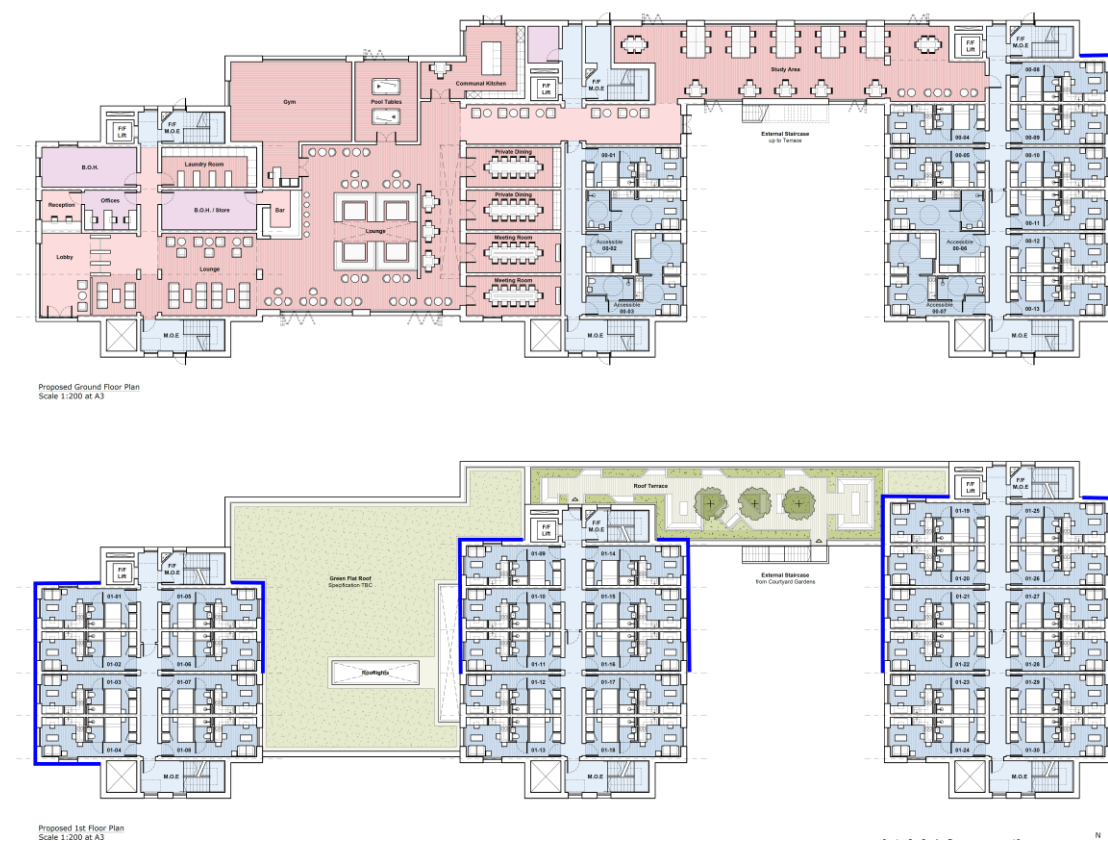 F/F
Lift
F/F
M.O.E
Communal Kitchen
F/F
Lift
F/F
M.O.E
Study Area
F/F
Lift
F/F
M.O.E
Gym
Pool Tables
External Staircase
up to Terrace
B.O.H.
Laundry Room
Reception
Offices
B.O.H. / Store
Bar
Lobby
Lounge
Lounge
Private Dining
Private Dining
Meeting Room
Meeting Room
00-01
Accessible
00-02
Accessible
00-03
00-04
00-05
Accessible
00-06
Accessible
00-07
00-08
00-09
00-10
00-11
00-12
00-13
M.O.E
M.O.E
M.O.E
Proposed Ground Floor Plan
Scale 1:200 at A3
Roof Terrace
F/F
Lift
F/F
M.O.E
F/F
Lift
F/F
M.O.E
F/F
Lift
F/F
M.O.E
External Staircase
from Courtyard Gardens
Green Flat Roof
Specification TBC
Rooflights
01-01
01-02
01-03
01-04
01-05
01-06
01-07
01-08
01-09
01-10
01-11
01-12
01-13
01-14
01-15
01-16
01-17
01-18
01-19
01-20
01-21
01-22
01-23
01-24
01-25
01-26
01-27
01-28
01-29
01-30
M.O.E
M.O.E
M.O.E
Proposed 1st Floor Plan
Scale 1:200 at A3
N